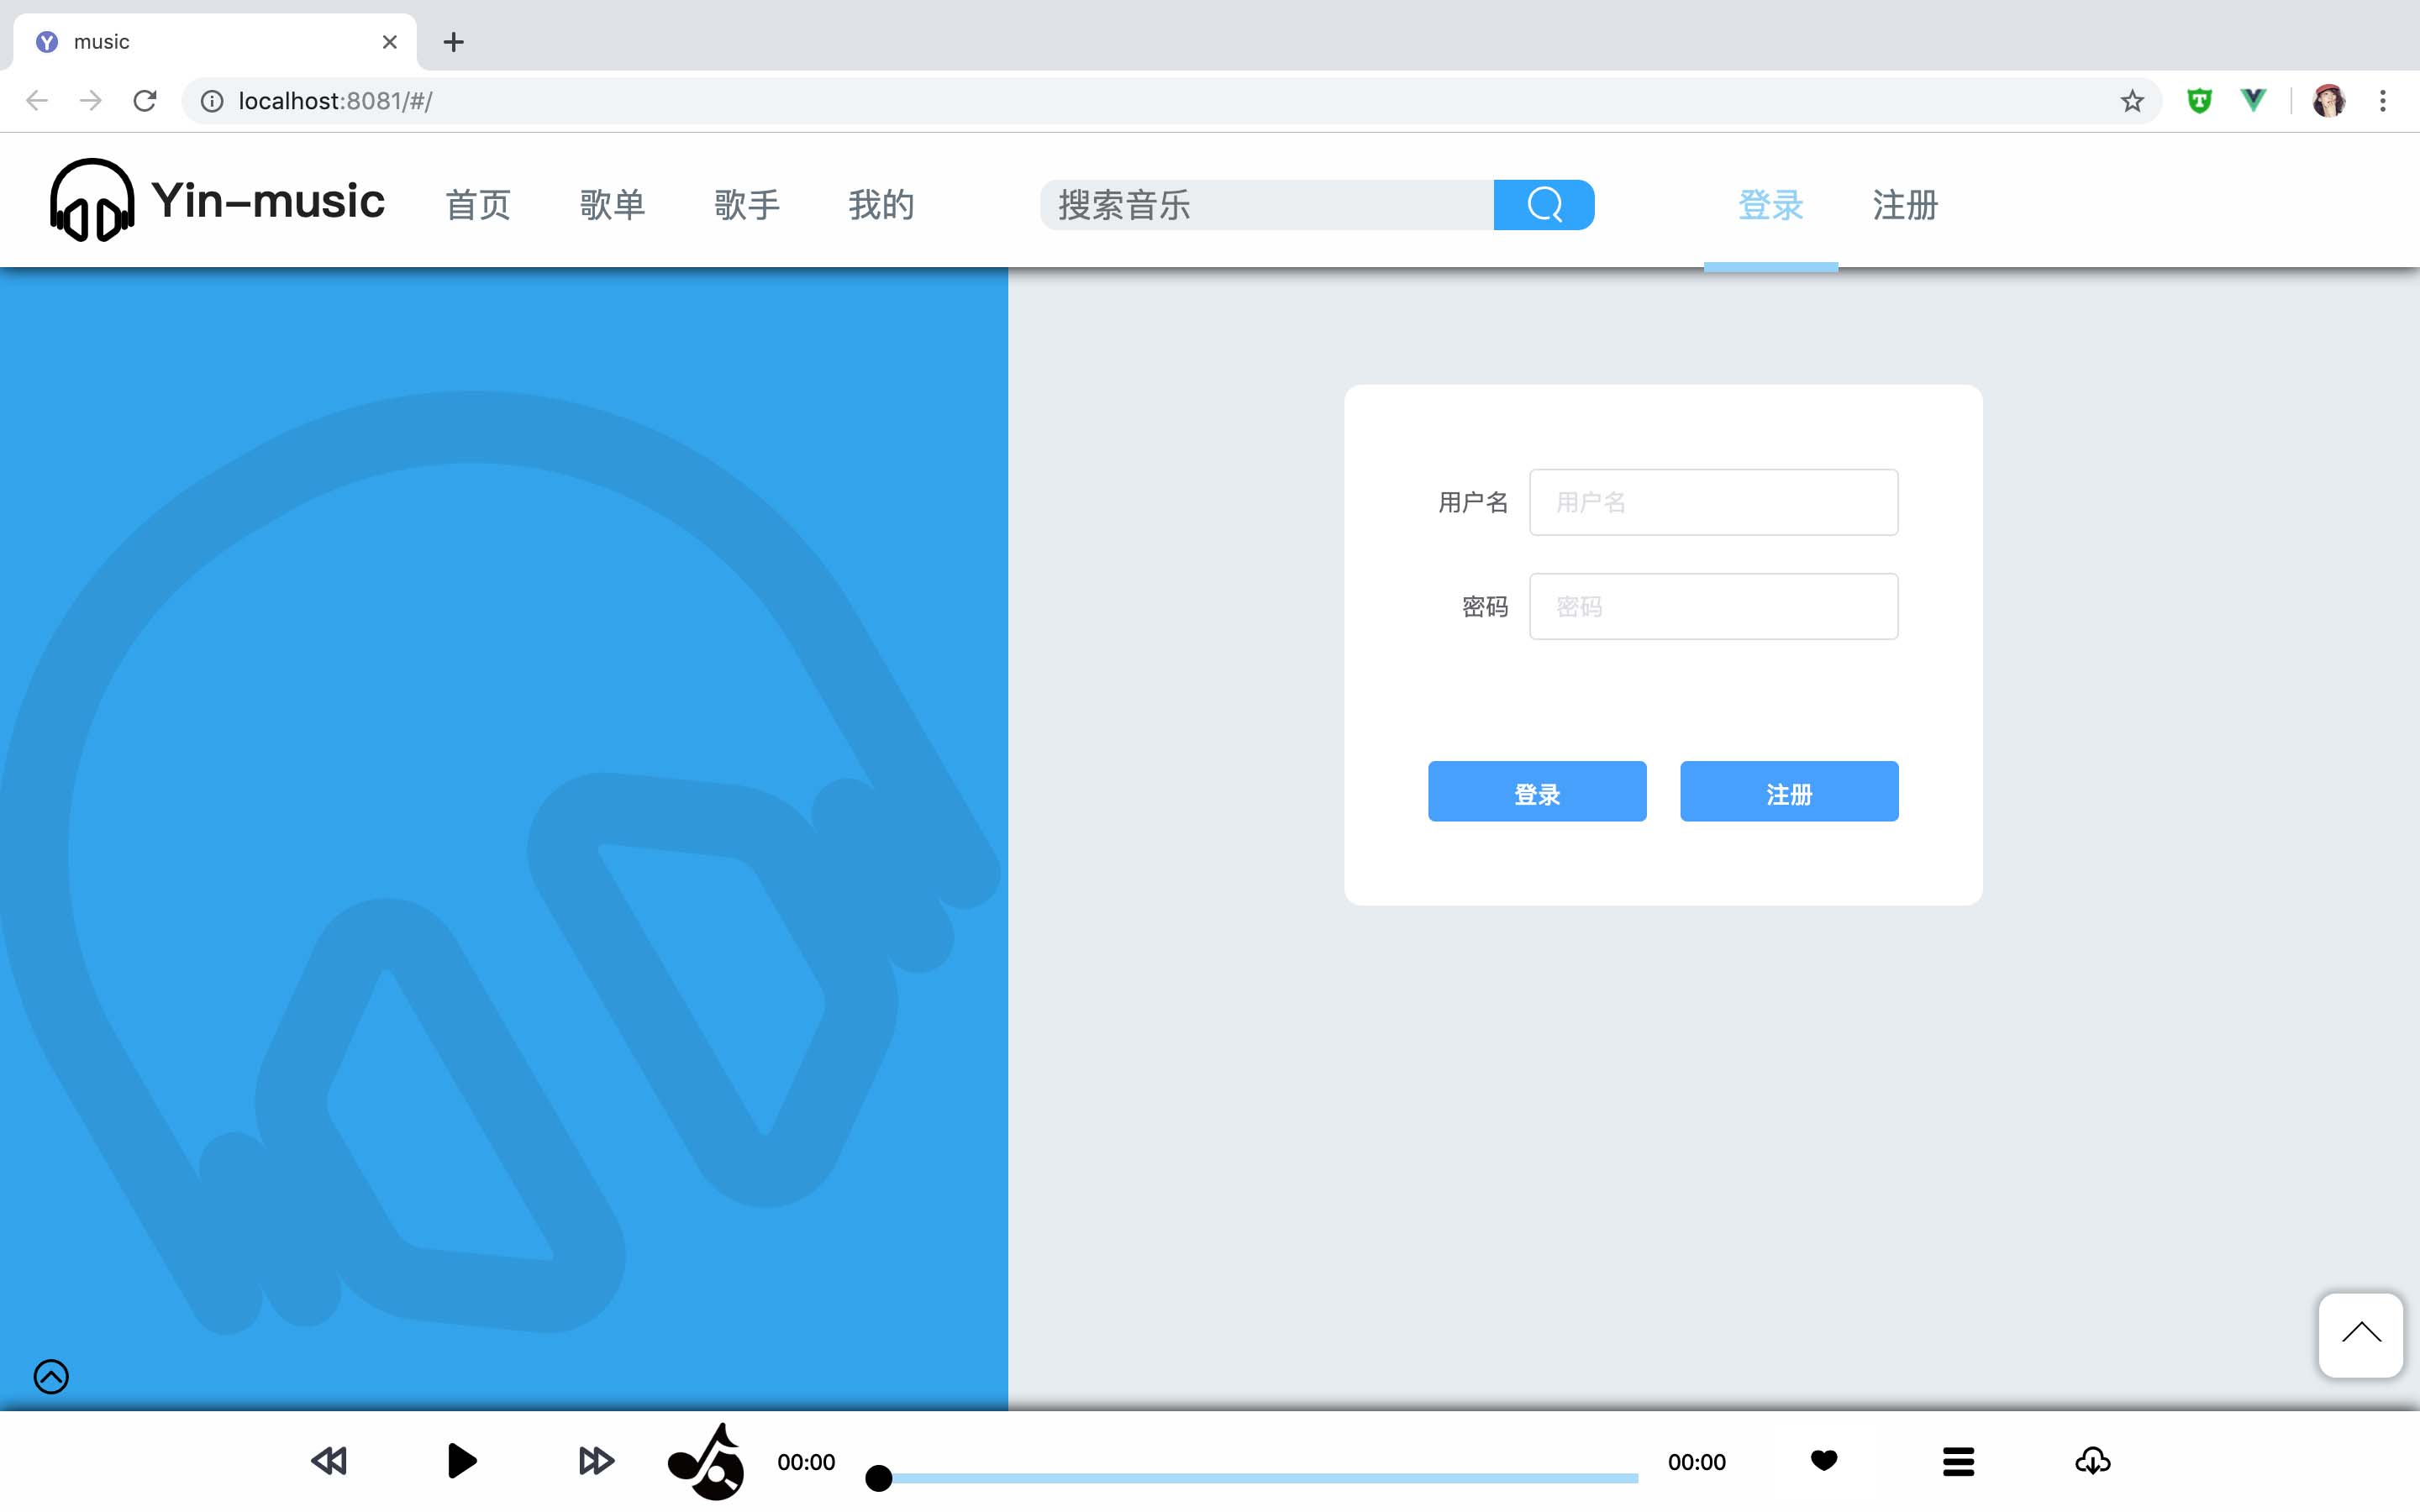 music
localhost:8081/#/
Yin-music 首页 歌单 歌手 我的 搜索音乐 登录 注册
用户名 用户名
密码 密码
登录 注册
00:00 00:00